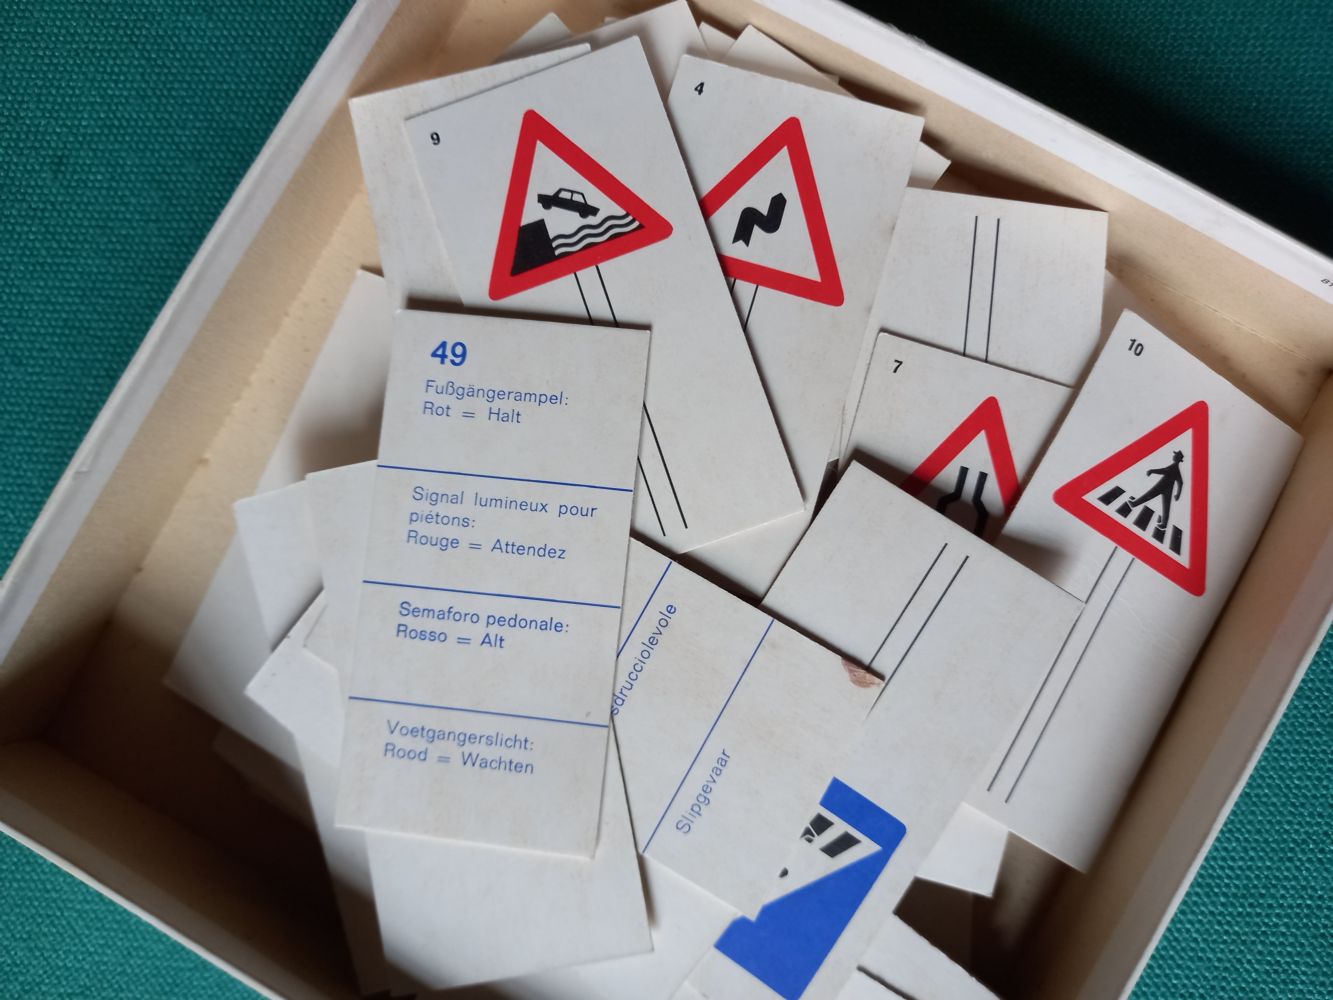 9
4
7
10
49
Fußgängerampel:
Rot = Halt
Signal lumineux pour
piétons:
Rouge = Attendez
Semaforo pedonale:
Rosso = Alt
Voetgangerslicht:
Rood = Wachten
sdrucciolevole
Slipgevaar